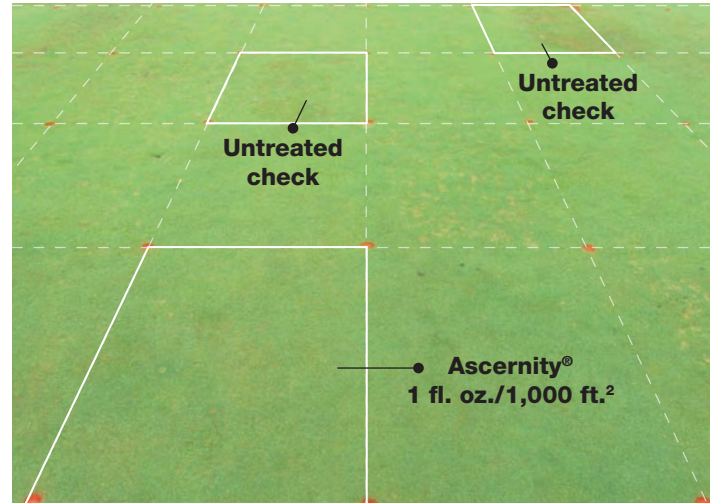 Untreated
check
Untreated
check
Ascernity®
1 fl. oz./1,000 ft.²